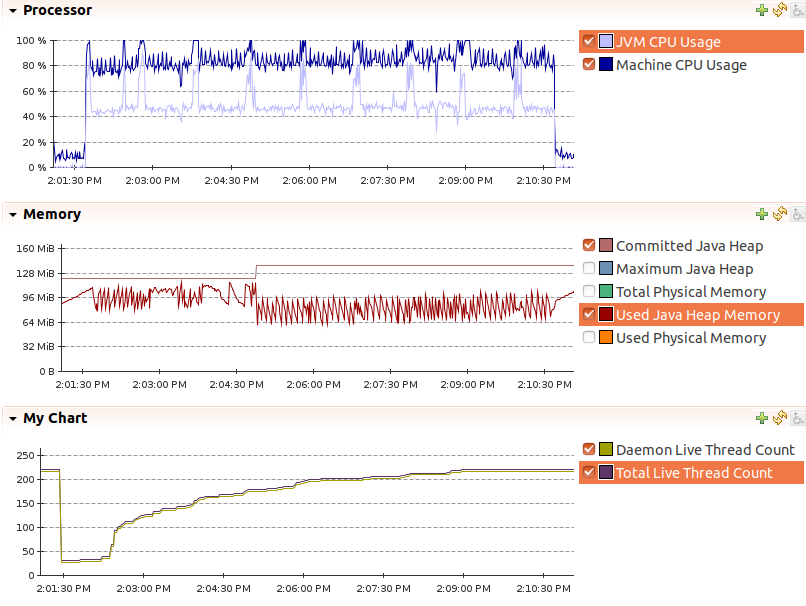 Processor
100 %
80 %
60 %
40 %
20 %
0 %
2:01:30 PM 2:03:00 PM 2:04:30 PM 2:06:00 PM 2:07:30 PM 2:09:00 PM 2:10:30 PM
JVM CPU Usage
Machine CPU Usage
Memory
160 MiB
128 MiB
96 MiB
64 MiB
32 MiB
0 B
2:01:30 PM 2:03:00 PM 2:04:30 PM 2:06:00 PM 2:07:30 PM 2:09:00 PM 2:10:30 PM
Committed Java Heap
Maximum Java Heap
Total Physical Memory
Used Java Heap Memory
Used Physical Memory
My Chart
250
200
150
100
50
0
2:01:30 PM 2:03:00 PM 2:04:30 PM 2:06:00 PM 2:07:30 PM 2:09:00 PM 2:10:30 PM
Daemon Live Thread Count
Total Live Thread Count